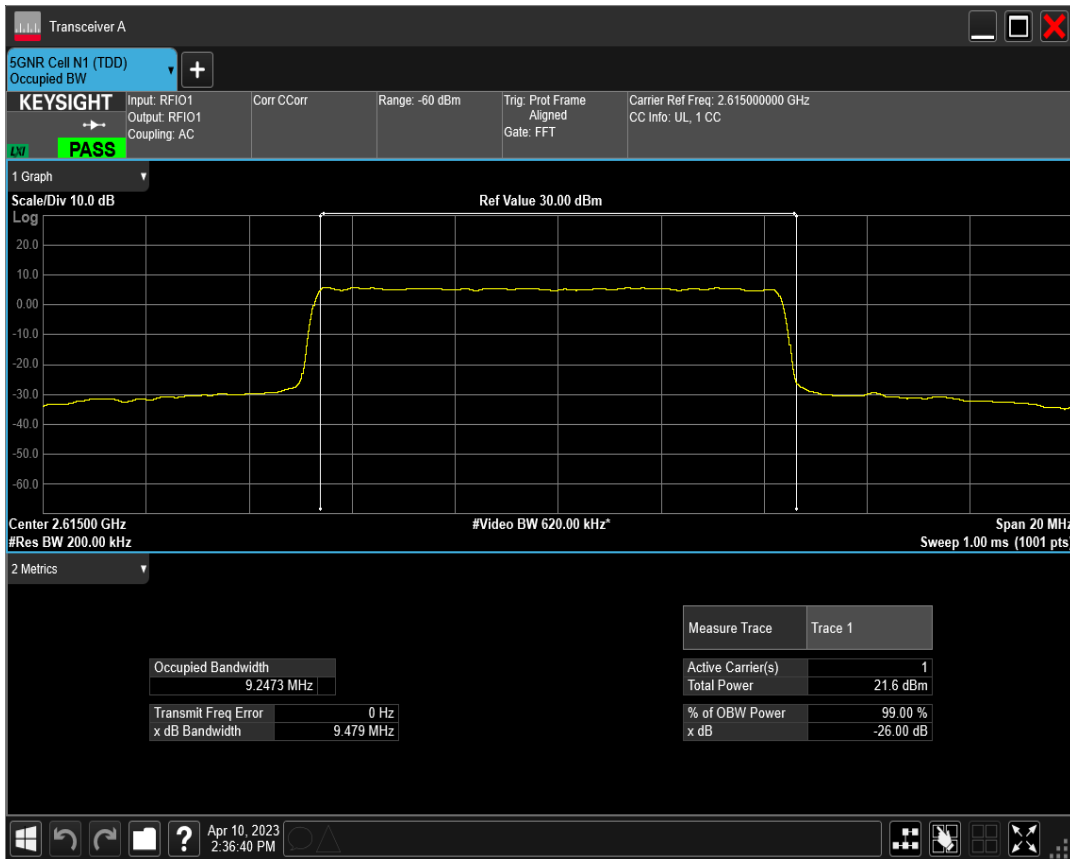 Transceiver A
5GNR Cell N1 (TDD)
Occupied BW
KEYSIGHT
LXI
PASS
Input: RFIO1
Output: RFIO1
Coupling: AC
Corr CCorr
Range: -60 dBm
Trig: Prot Frame
Aligned
Gate: FFT
Carrier Ref Freq: 2.615000000 GHz
CC Info: UL, 1 CC
1 Graph
Scale/Div 10.0 dB
Ref Value 30.00 dBm
Log
20.0
10.0
0.00
-10.0
-20.0
-30.0
-40.0
-50.0
-60.0
Center 2.61500 GHz
#Video BW 620.00 kHz*
Span 20 MHz
#Res BW 200.00 kHz
Sweep 1.00 ms (1001 pts)
2 Metrics
Measure Trace Trace 1
Occupied Bandwidth
9.2473 MHz
Active Carrier(s) 1
Total Power 21.6 dBm
Transmit Freq Error 0 Hz
x dB Bandwidth 9.479 MHz
% of OBW Power 99.00 %
x dB -26.00 dB
?
Apr 10, 2023
2:36:40 PM